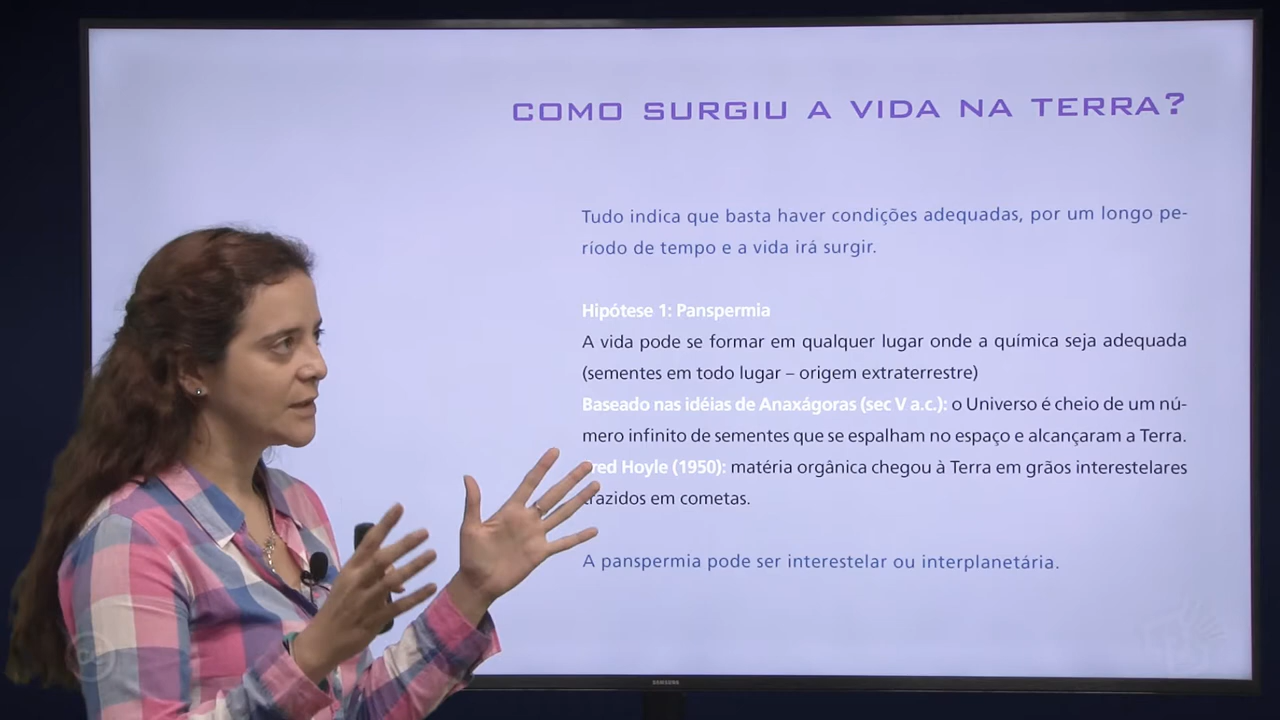 COMO SURGIU A VIDA NA TERRA?
Tudo indica que basta haver condições adequadas, por um longo pe-
ríodo de tempo e a vida irá surgir.
Hipótese 1: Panspermia
A vida pode se formar em qualquer lugar onde a química seja adequada
(sementes em todo lugar – origem extraterrestre)
Baseado nas idéias de Anaxágoras (sec V a.c.): o Universo é cheio de um nú-
mero infinito de sementes que se espalham no espaço e alcançaram a Terra.
Fred Hoyle (1950): matéria orgânica chegou à Terra em grãos interestelares
trazidos em cometas.
A panspermia pode ser interestelar ou interplanetária.
SAMSUNG